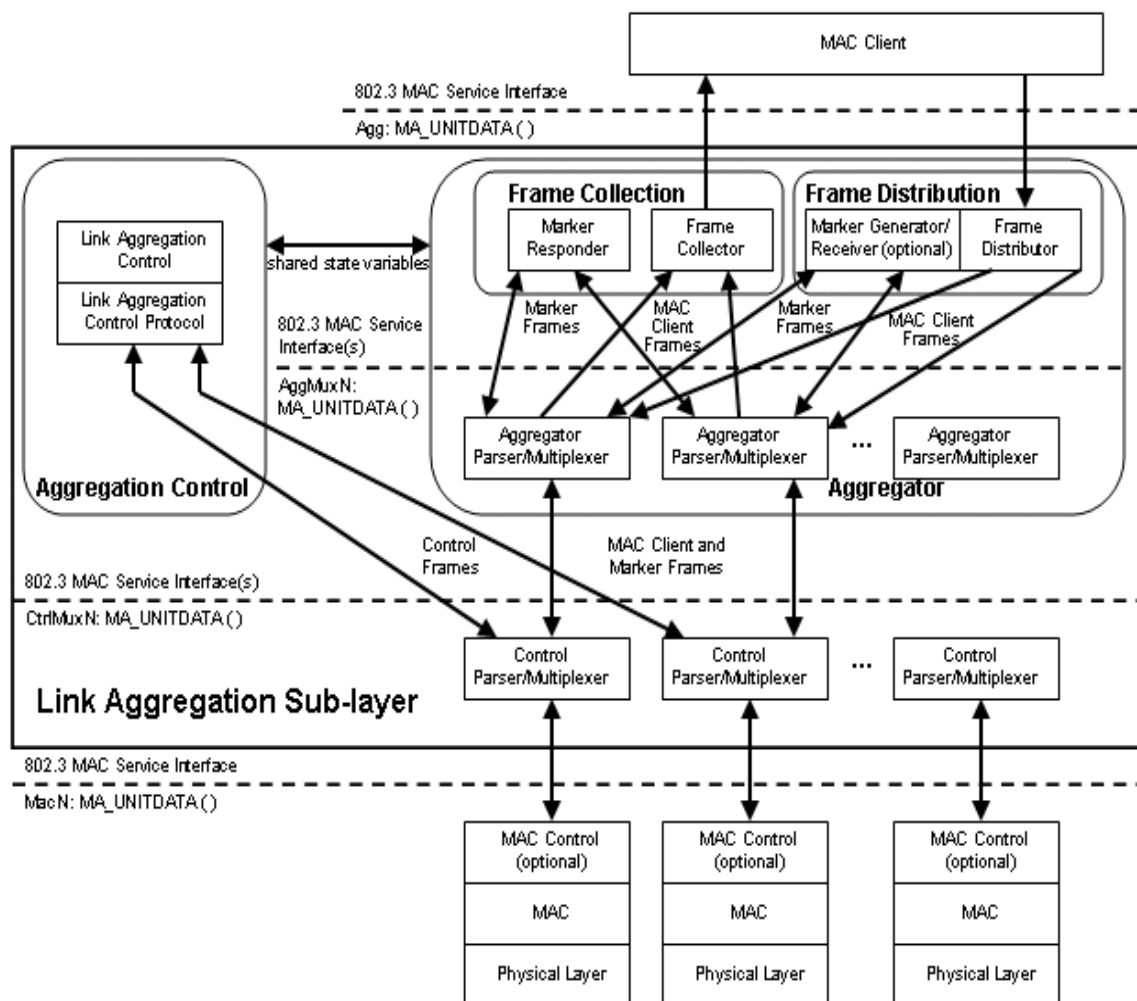 MAC Client
802.3 MAC Service Interface
Agg: MA_UNITDATA ( )
Frame Collection
Frame Distribution
Marker
Responder
Frame
Collector
Marker Generator/
Receiver (optional)
Frame
Distributor
Link Aggregation
Control
Link Aggregation
Control Protocol
shared state variables
Marker
Frames
MAC
Client
Frames
Marker
Frames
MAC Client
Frames
802.3 MAC Service
Interface(s)
AggMuxN:
MA_UNITDATA ( )
Aggregator
Parser/Multiplexer
Aggregator
Parser/Multiplexer
...
Aggregator
Parser/Multiplexer
Aggregation Control
Aggregator
Control
Frames
MAC Client and
Marker Frames
802.3 MAC Service Interface(s)
CtrlMuxN: MA_UNITDATA ( )
Control
Parser/Multiplexer
Control
Parser/Multiplexer
...
Control
Parser/Multiplexer
Link Aggregation Sub-layer
802.3 MAC Service Interface
MacN: MA_UNITDATA ( )
MAC Control
(optional)
MAC
Physical Layer
MAC Control
(optional)
MAC
Physical Layer
MAC Control
(optional)
MAC
Physical Layer